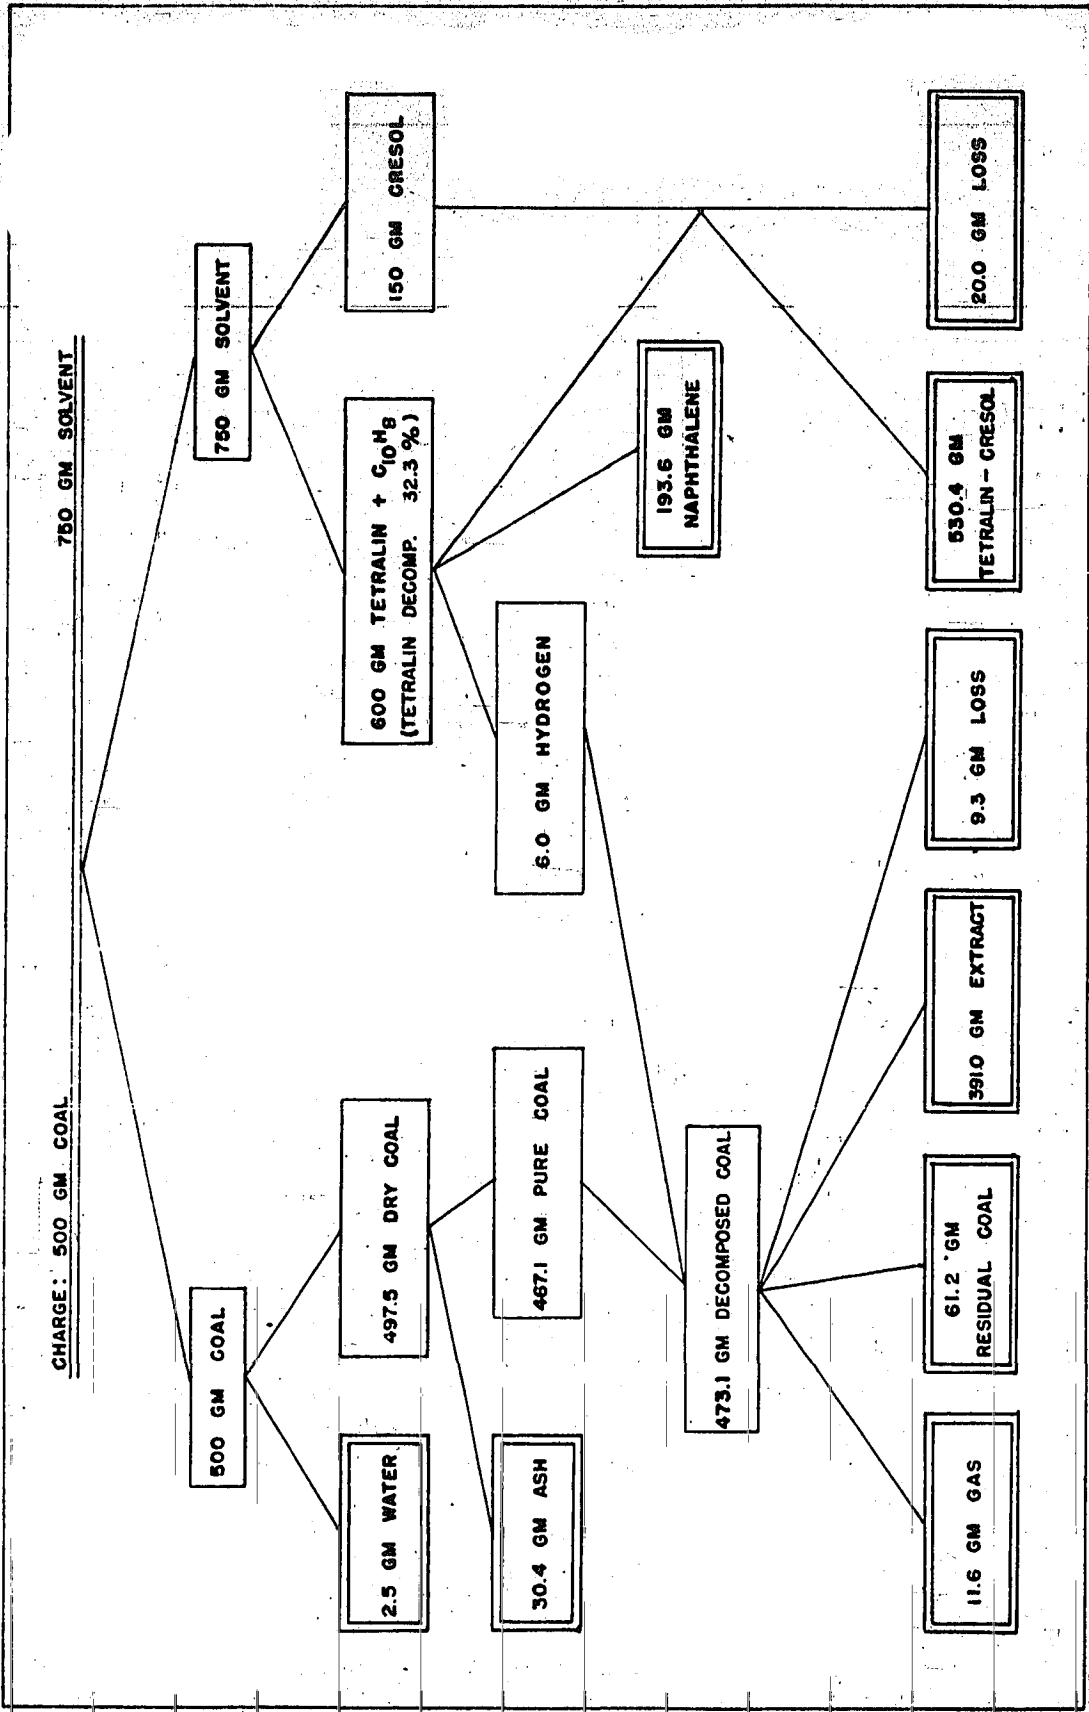 CHARGE: 500 GM COAL 750 GM SOLVENT
500 GM COAL
750 GM SOLVENT
2.5 GM WATER
497.5 GM DRY COAL
600 GM TETRALIN + C10H8
(TETRALIN DECOMP. 32.3 %)
150 GM CRESOL
30.4 GM ASH
467.1 GM PURE COAL
6.0 GM HYDROGEN
193.6 GM
NAPHTHALENE
473.1 GM DECOMPOSED COAL
11.6 GM GAS
61.2 GM
RESIDUAL COAL
391.0 GM EXTRACT
9.3 GM LOSS
530.4 GM
TETRALIN - CRESOL
20.0 GM LOSS